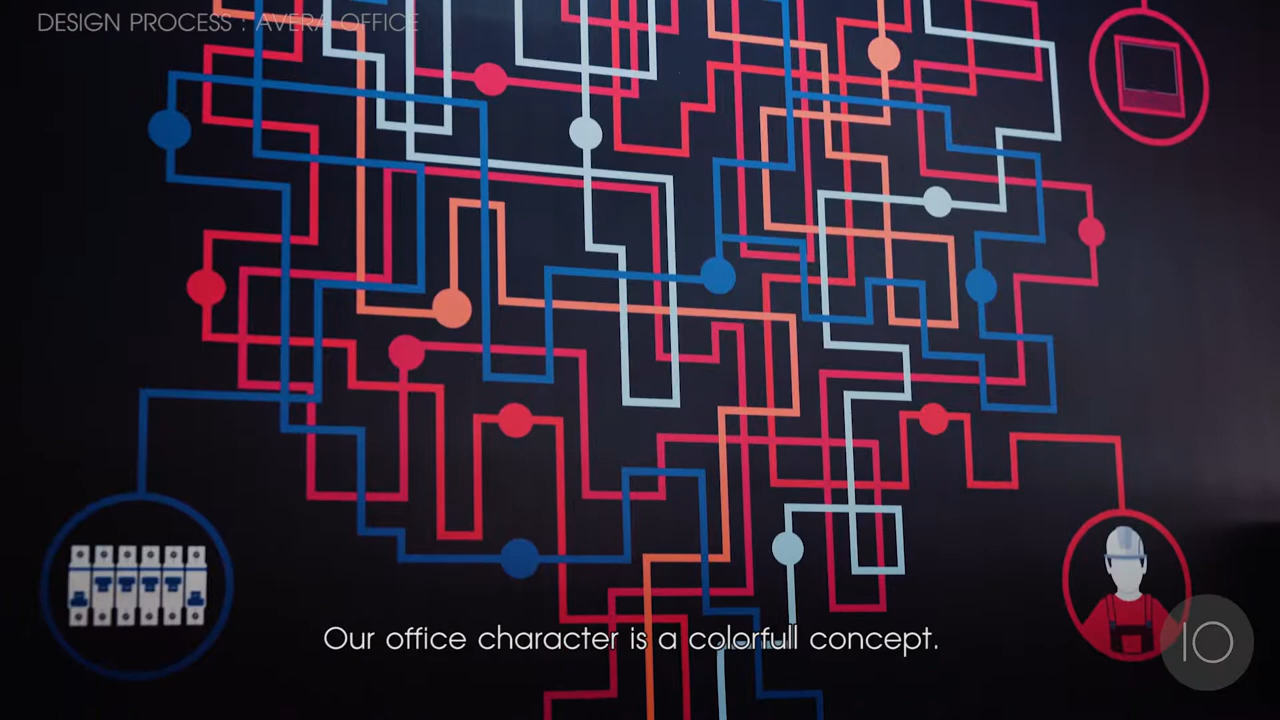 DESIGN PROCESS : AVERA OFFICE
Our office character is a colorfull concept.
IO